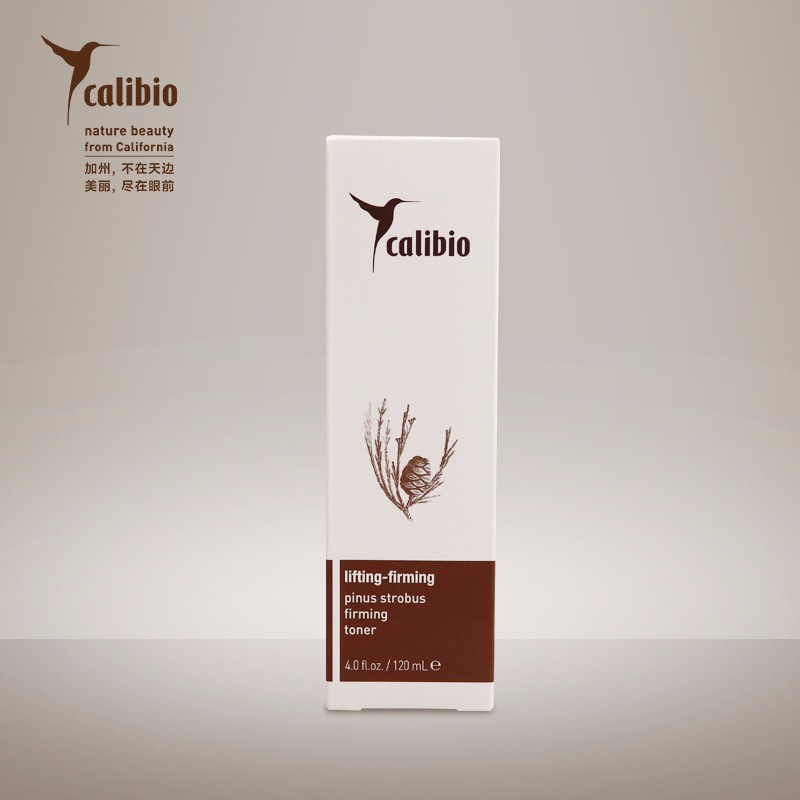 calibio
nature beauty
from California
加州，不在天边
美丽，尽在眼前
calibio
lifting-firming
pinus strobus
firming
toner
4.0 fl.oz. / 120 mL ℮